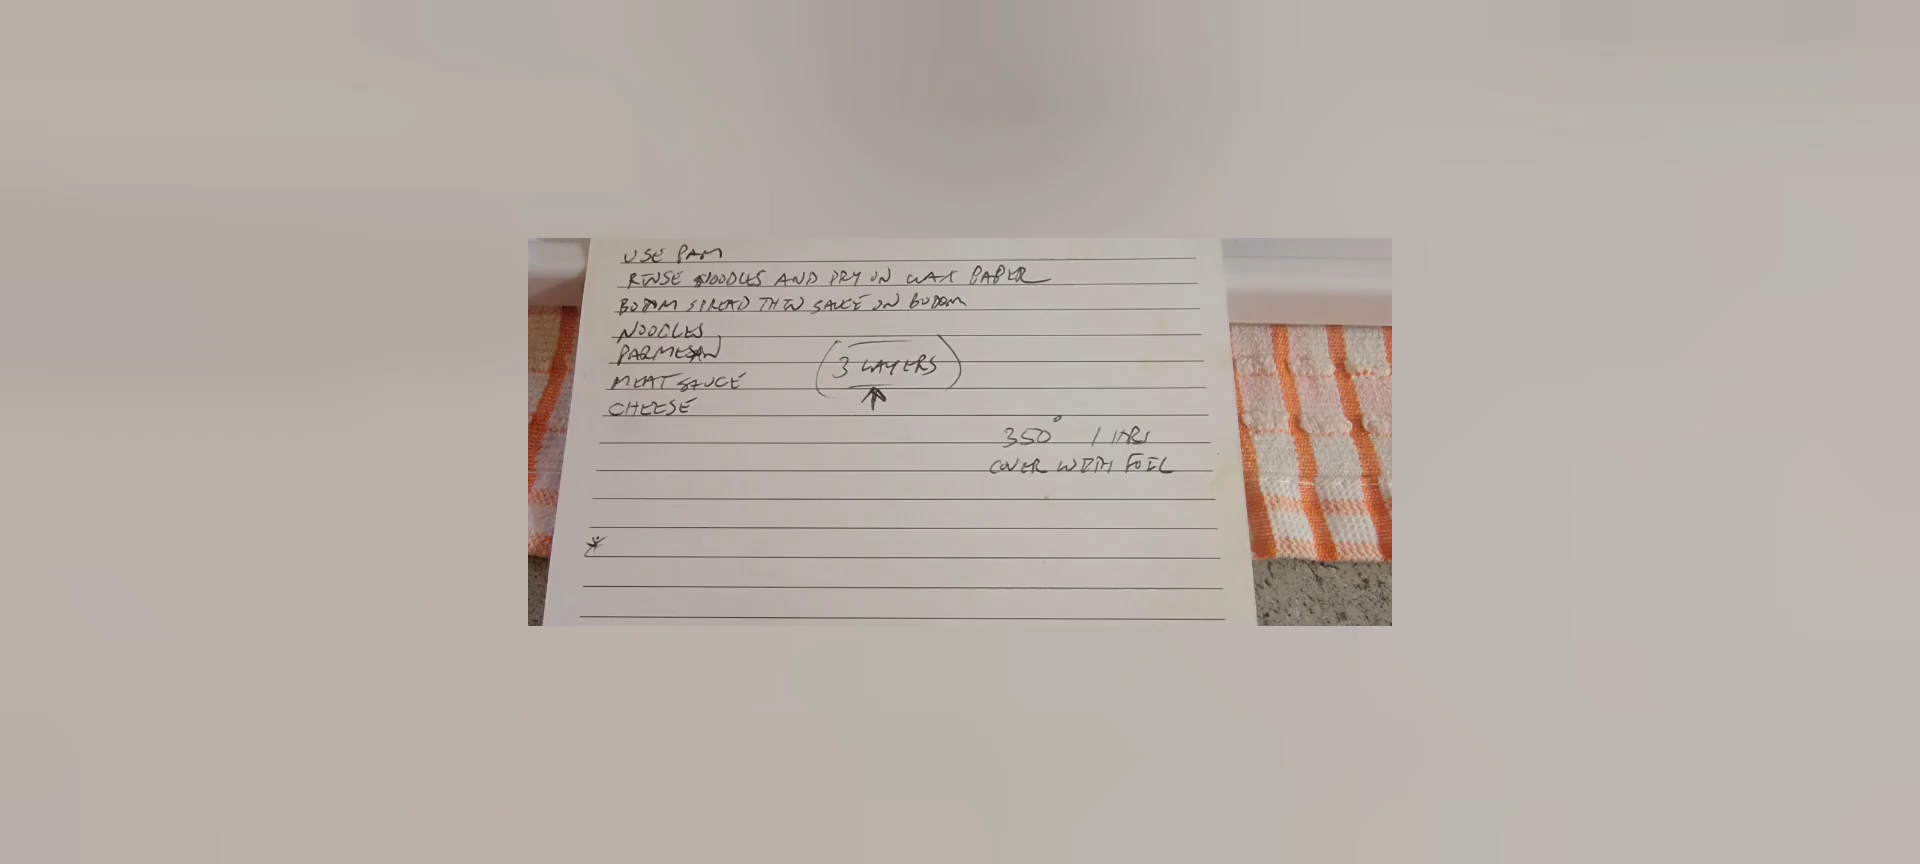 USE PAM
RINSE NOODLES AND DRY ON WAX PAPER
BOTTOM SPREAD THIN SAUCE ON BOTTOM
NOODLES
PARMESAN
MEAT SAUCE
CHEESE
(3 LAYERS)
350° 1 HRS
COVER WITH FOIL
*